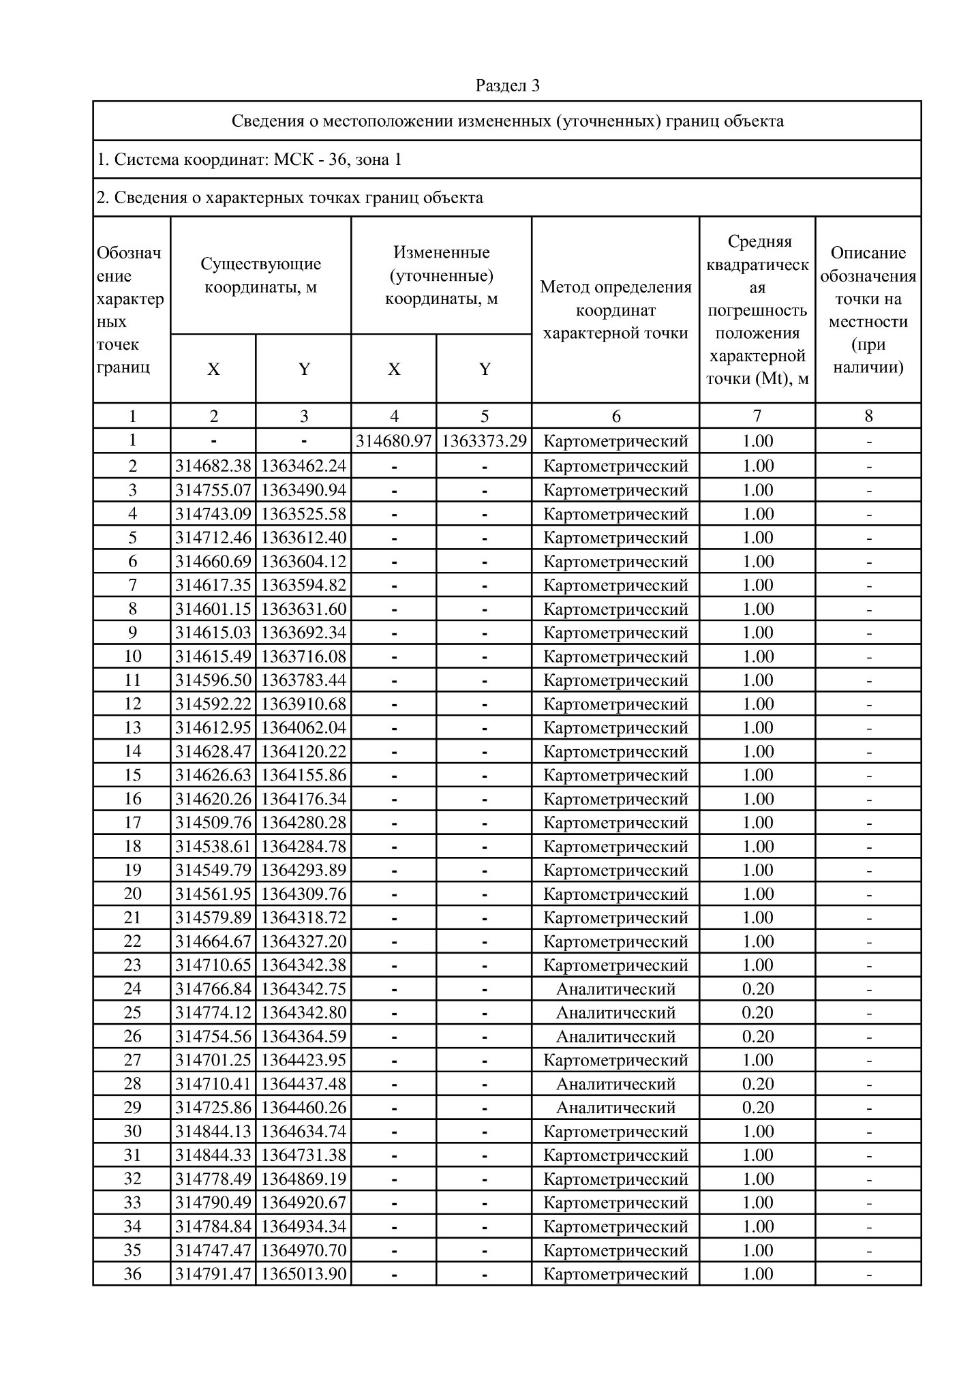 Раздел 3
Сведения о местоположении измененных (уточненных) границ объекта
1. Система координат: МСК - 36, зона 1
2. Сведения о характерных точках границ объекта
Обознач
ение
характер
ных
точек
границ
Существующие
координаты, м
Измененные
(уточненные)
координаты, м
Метод определения
координат
характерной точки
Средняя
квадратическ
ая
погрешность
положения
характерной
точки (Mt), м
Описание
обозначения
точки на
местности
(при
наличии)
X Y X Y
1 2 3 4 5 6 7 8
1 - - 314680.97 1363373.29 Картометрический 1.00 -
2 314682.38 1363462.24 - - Картометрический 1.00 -
3 314755.07 1363490.94 - - Картометрический 1.00 -
4 314743.09 1363525.58 - - Картометрический 1.00 -
5 314712.46 1363612.40 - - Картометрический 1.00 -
6 314660.69 1363604.12 - - Картометрический 1.00 -
7 314617.35 1363594.82 - - Картометрический 1.00 -
8 314601.15 1363631.60 - - Картометрический 1.00 -
9 314615.03 1363692.34 - - Картометрический 1.00 -
10 314615.49 1363716.08 - - Картометрический 1.00 -
11 314596.50 1363783.44 - - Картометрический 1.00 -
12 314592.22 1363910.68 - - Картометрический 1.00 -
13 314612.95 1364062.04 - - Картометрический 1.00 -
14 314628.47 1364120.22 - - Картометрический 1.00 -
15 314626.63 1364155.86 - - Картометрический 1.00 -
16 314620.26 1364176.34 - - Картометрический 1.00 -
17 314509.76 1364280.28 - - Картометрический 1.00 -
18 314538.61 1364284.78 - - Картометрический 1.00 -
19 314549.79 1364293.89 - - Картометрический 1.00 -
20 314561.95 1364309.76 - - Картометрический 1.00 -
21 314579.89 1364318.72 - - Картометрический 1.00 -
22 314664.67 1364327.20 - - Картометрический 1.00 -
23 314710.65 1364342.38 - - Картометрический 1.00 -
24 314766.84 1364342.75 - - Аналитический 0.20 -
25 314774.12 1364342.80 - - Аналитический 0.20 -
26 314754.56 1364364.59 - - Аналитический 0.20 -
27 314701.25 1364423.95 - - Картометрический 1.00 -
28 314710.41 1364437.48 - - Аналитический 0.20 -
29 314725.86 1364460.26 - - Аналитический 0.20 -
30 314844.13 1364634.74 - - Картометрический 1.00 -
31 314844.33 1364731.38 - - Картометрический 1.00 -
32 314778.49 1364869.19 - - Картометрический 1.00 -
33 314790.49 1364920.67 - - Картометрический 1.00 -
34 314784.84 1364934.34 - - Картометрический 1.00 -
35 314747.47 1364970.70 - - Картометрический 1.00 -
36 314791.47 1365013.90 - - Картометрический 1.00 -